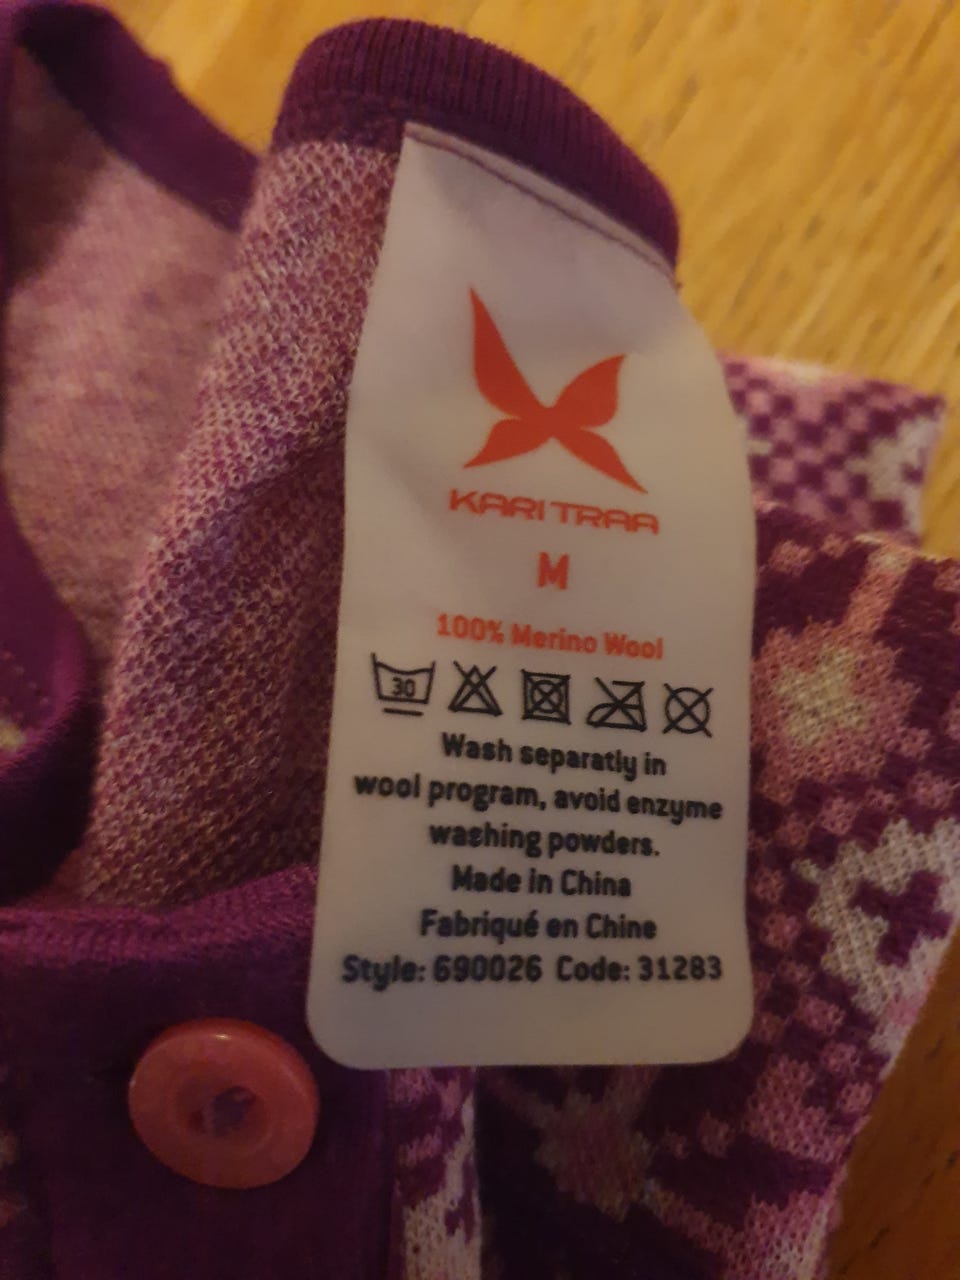 KARI TRAA
M
100% Merino Wool
30
Wash separatly in
wool program, avoid enzyme
washing powders.
Made in China
Fabriqué en Chine
Style: 690026 Code: 31283